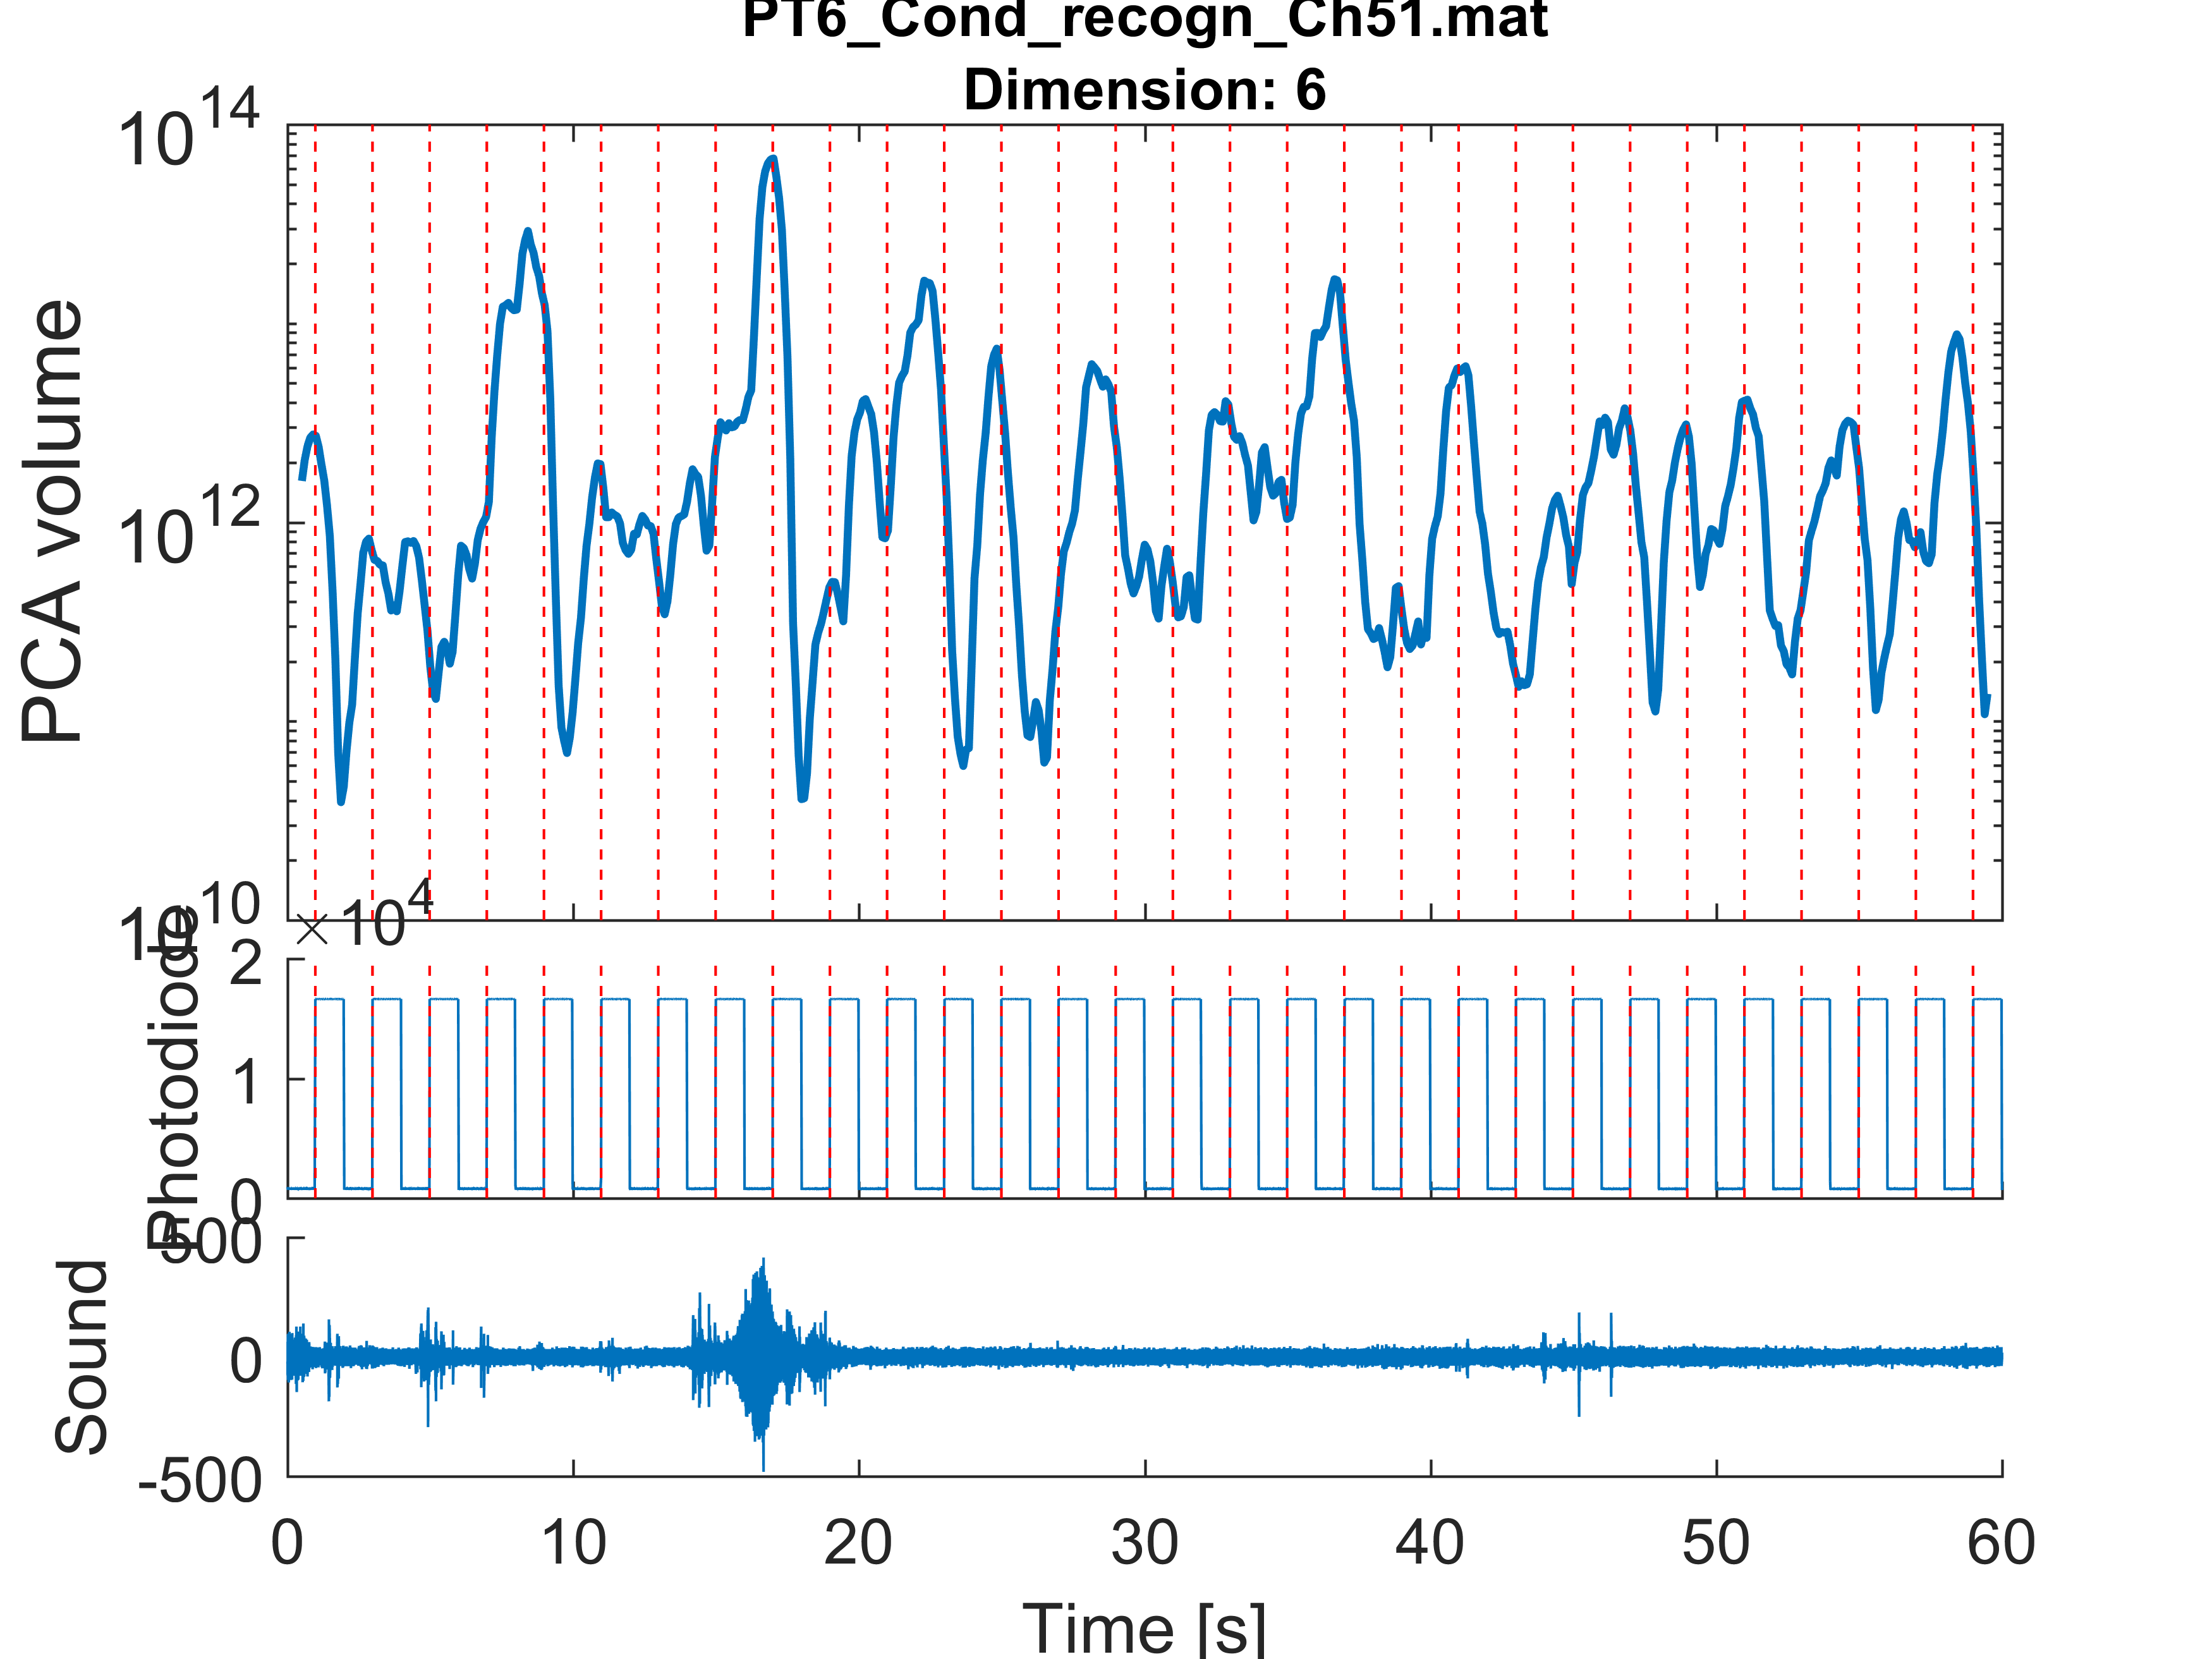 PT6_Cond_recogn_Ch51.mat
Dimension: 6
PCA volume
10^14
10^12
10^10
×10^4
Photodiode
2
1
0
Sound
500
0
-500
0 10 20 30 40 50 60
Time [s]